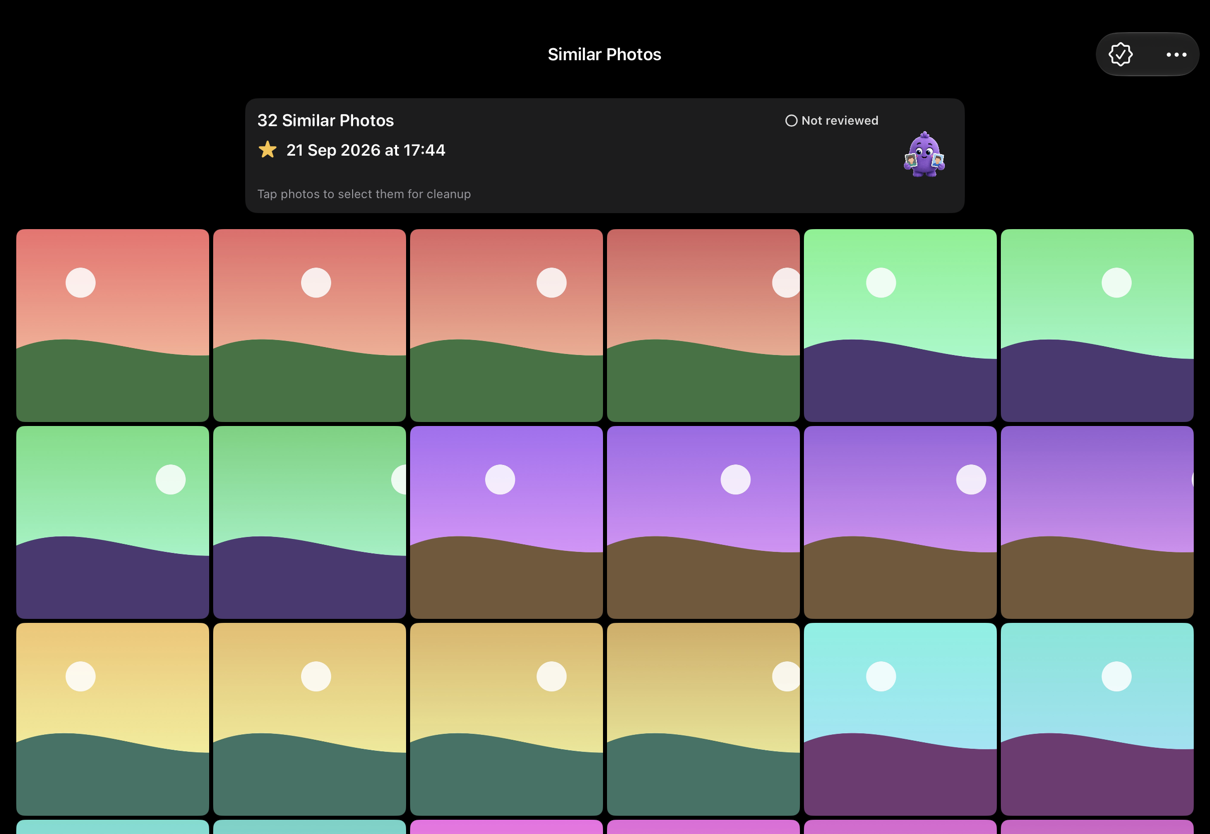 Similar Photos
32 Similar Photos
Not reviewed
21 Sep 2026 at 17:44
Tap photos to select them for cleanup